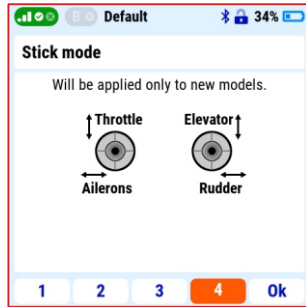 B Default 34%
Stick mode
Will be applied only to new models.
Throttle Elevator
Ailerons Rudder
1 2 3 4 Ok